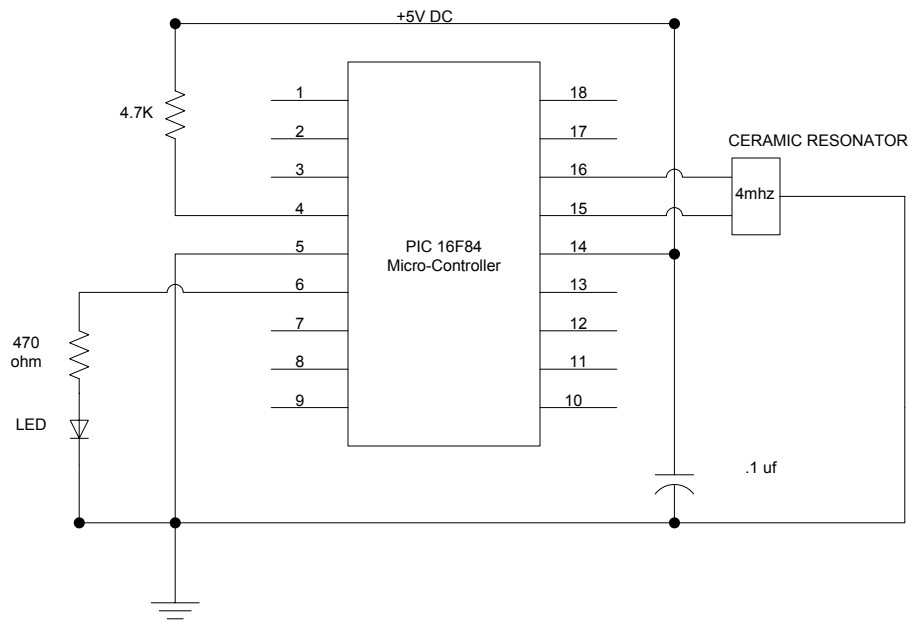 +5V DC
4.7K
1
2
3
4
5
6
7
8
9
PIC 16F84
Micro-Controller
18
17
16
15
14
13
12
11
10
CERAMIC RESONATOR
4mhz
470
ohm
LED
.1 uf